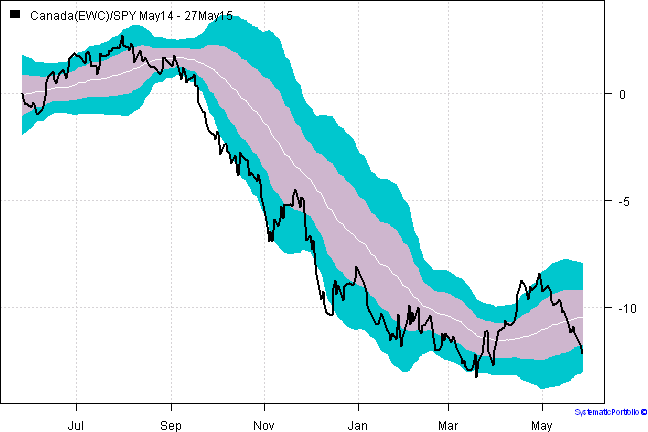 Canada(EWC)/SPY May14 - 27May15
0
-5
-10
SystematicPortfolio ©
Jul Sep Nov Jan Mar May